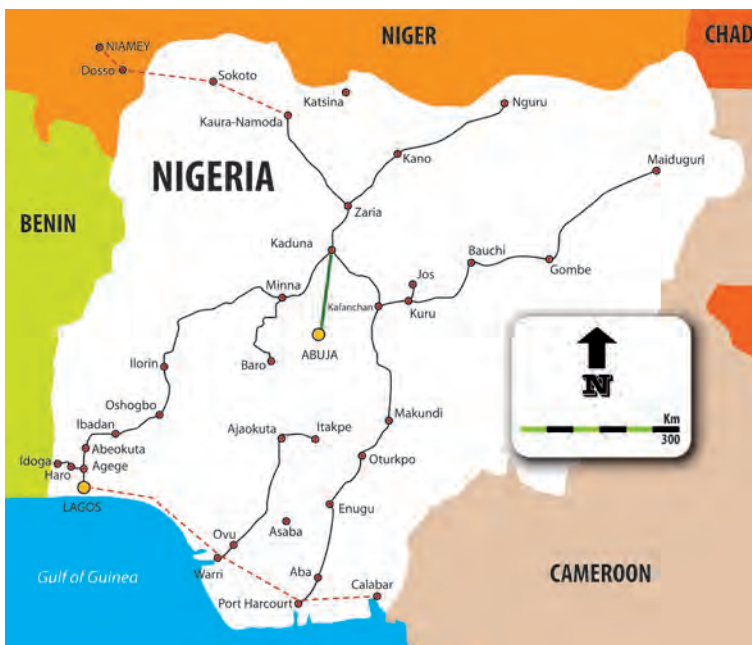 NIGER
CHAD
NIAMEY
Dosso
Sokoto
Katsina
Nguru
Kaura-Namoda
Kano
Maiduguri
NIGERIA
Zaria
BENIN
Kaduna
Bauchi
Jos
Gombe
Minna
Kafanchan
Kuru
ABUJA
Ilorin
Baro
N
Oshogbo
Makundi
Km
300
Ibadan
Ajaokuta
Itakpe
Abeokuta
Idoga
Haro
Agege
Oturkpo
LAGOS
Enugu
Ovu
Asaba
Warri
Aba
Calabar
CAMEROON
Gulf of Guinea
Port Harcourt